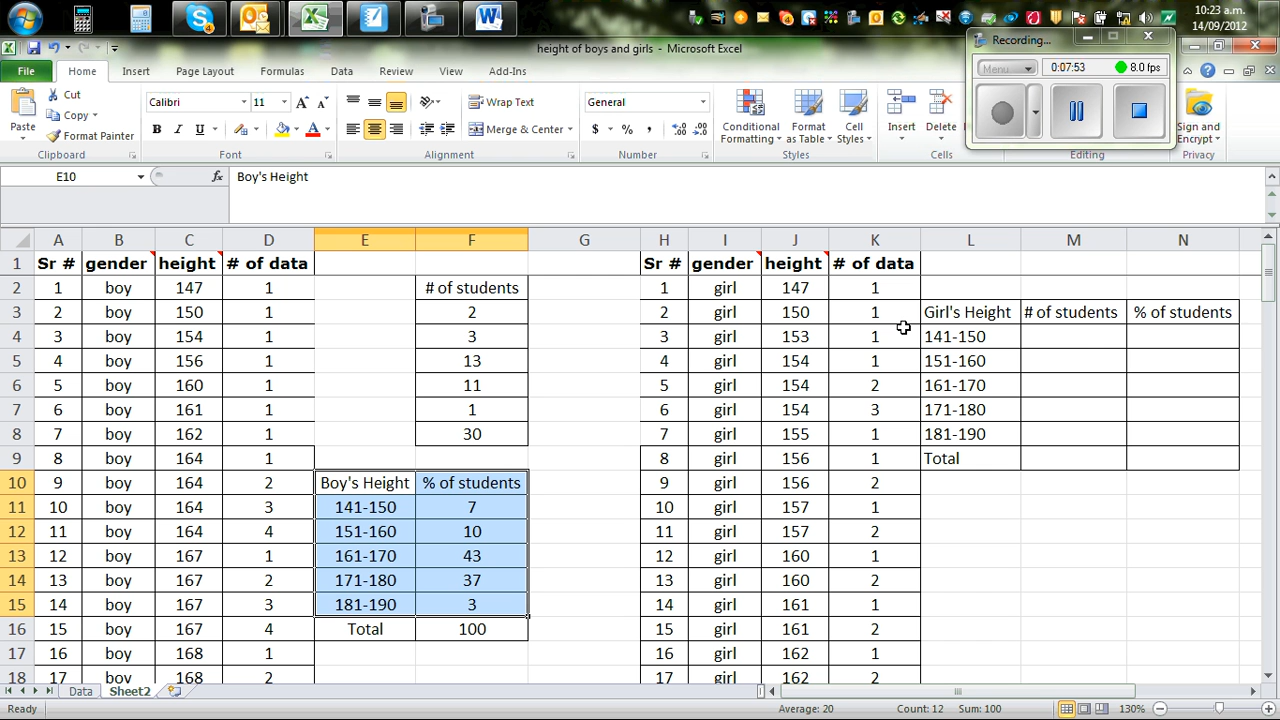 10:23 a.m.
14/09/2012
height of boys and girls - Microsoft Excel
Recording...
Menu
0:07:53
8.0 fps
File
Home
Insert
Page Layout
Formulas
Data
Review
View
Add-Ins
Paste
Cut
Copy
Format Painter
Clipboard
Calibri
11
B I U
Font
Wrap Text
Merge & Center
Alignment
General
$ % ,
Number
Conditional Formatting
Format as Table
Cell Styles
Styles
Insert
Delete
Cells
Editing
Sign and Encrypt
Privacy
E10
fx
Boy's Height
A B C D E F G H I J K L M N
1 Sr # gender height # of data Sr # gender height # of data
2 1 boy 147 1 # of students 1 girl 147 1
3 2 boy 150 1 2 2 girl 150 1 Girl's Height # of students % of students
4 3 boy 154 1 3 3 girl 153 1 141-150
5 4 boy 156 1 13 4 girl 154 1 151-160
6 5 boy 160 1 11 5 girl 154 2 161-170
7 6 boy 161 1 1 6 girl 154 3 171-180
8 7 boy 162 1 30 7 girl 155 1 181-190
9 8 boy 164 1 8 girl 156 1 Total
10 9 boy 164 2 Boy's Height % of students 9 girl 156 2
11 10 boy 164 3 141-150 7 10 girl 157 1
12 11 boy 164 4 151-160 10 11 girl 157 2
13 12 boy 167 1 161-170 43 12 girl 160 1
14 13 boy 167 2 171-180 37 13 girl 160 2
15 14 boy 167 3 181-190 3 14 girl 161 1
16 15 boy 167 4 Total 100 15 girl 161 2
17 16 boy 168 1 16 girl 162 1
18 17 boy 168 2 17 girl 162 2
Data
Sheet2
Ready
Average: 20
Count: 12
Sum: 100
130%